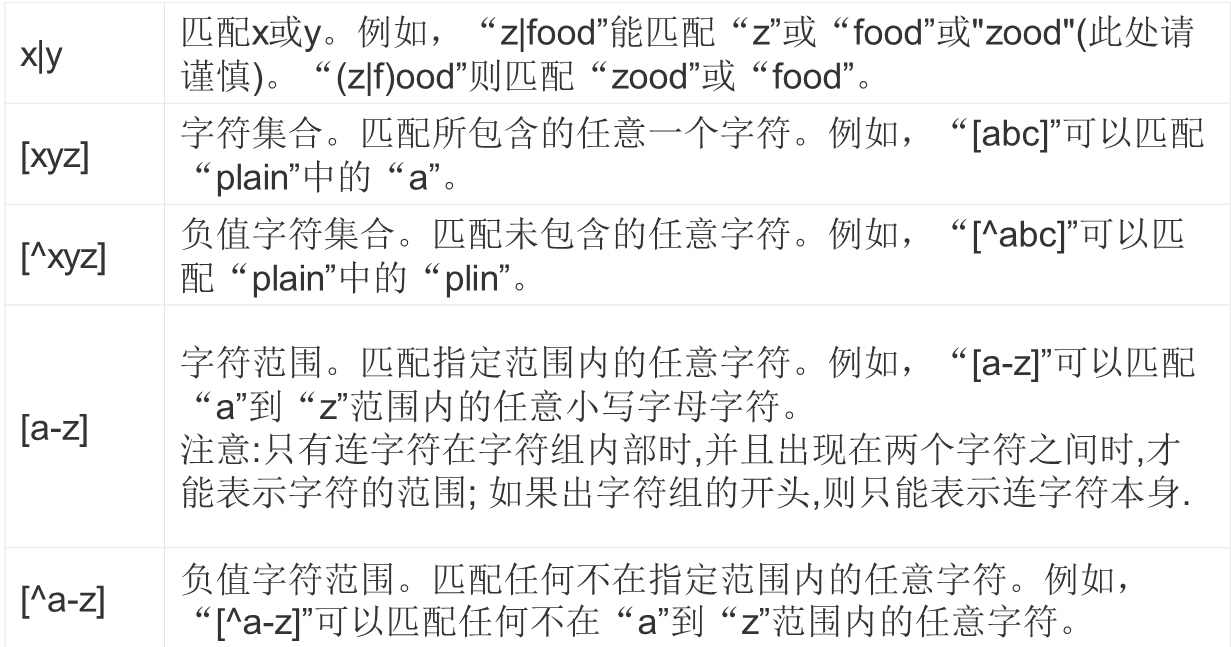 x|y
匹配x或y。例如，“z|food”能匹配“z”或“food”或"zood"(此处请
谨慎)。“(z|f)ood”则匹配“zood”或“food”。
[xyz]
字符集合。匹配所包含的任意一个字符。例如，“[abc]”可以匹配
“plain”中的“a”。
[^xyz]
负值字符集合。匹配未包含的任意字符。例如，“[^abc]”可以匹
配“plain”中的“plin”。
[a-z]
字符范围。匹配指定范围内的任意字符。例如，“[a-z]”可以匹配
“a”到“z”范围内的任意小写字母字符。
注意:只有连字符在字符组内部时,并且出现在两个字符之间时,才
能表示字符的范围; 如果出字符组的开头,则只能表示连字符本身.
[^a-z]
负值字符范围。匹配任何不在指定范围内的任意字符。例如，
“[^a-z]”可以匹配任何不在“a”到“z”范围内的任意字符。